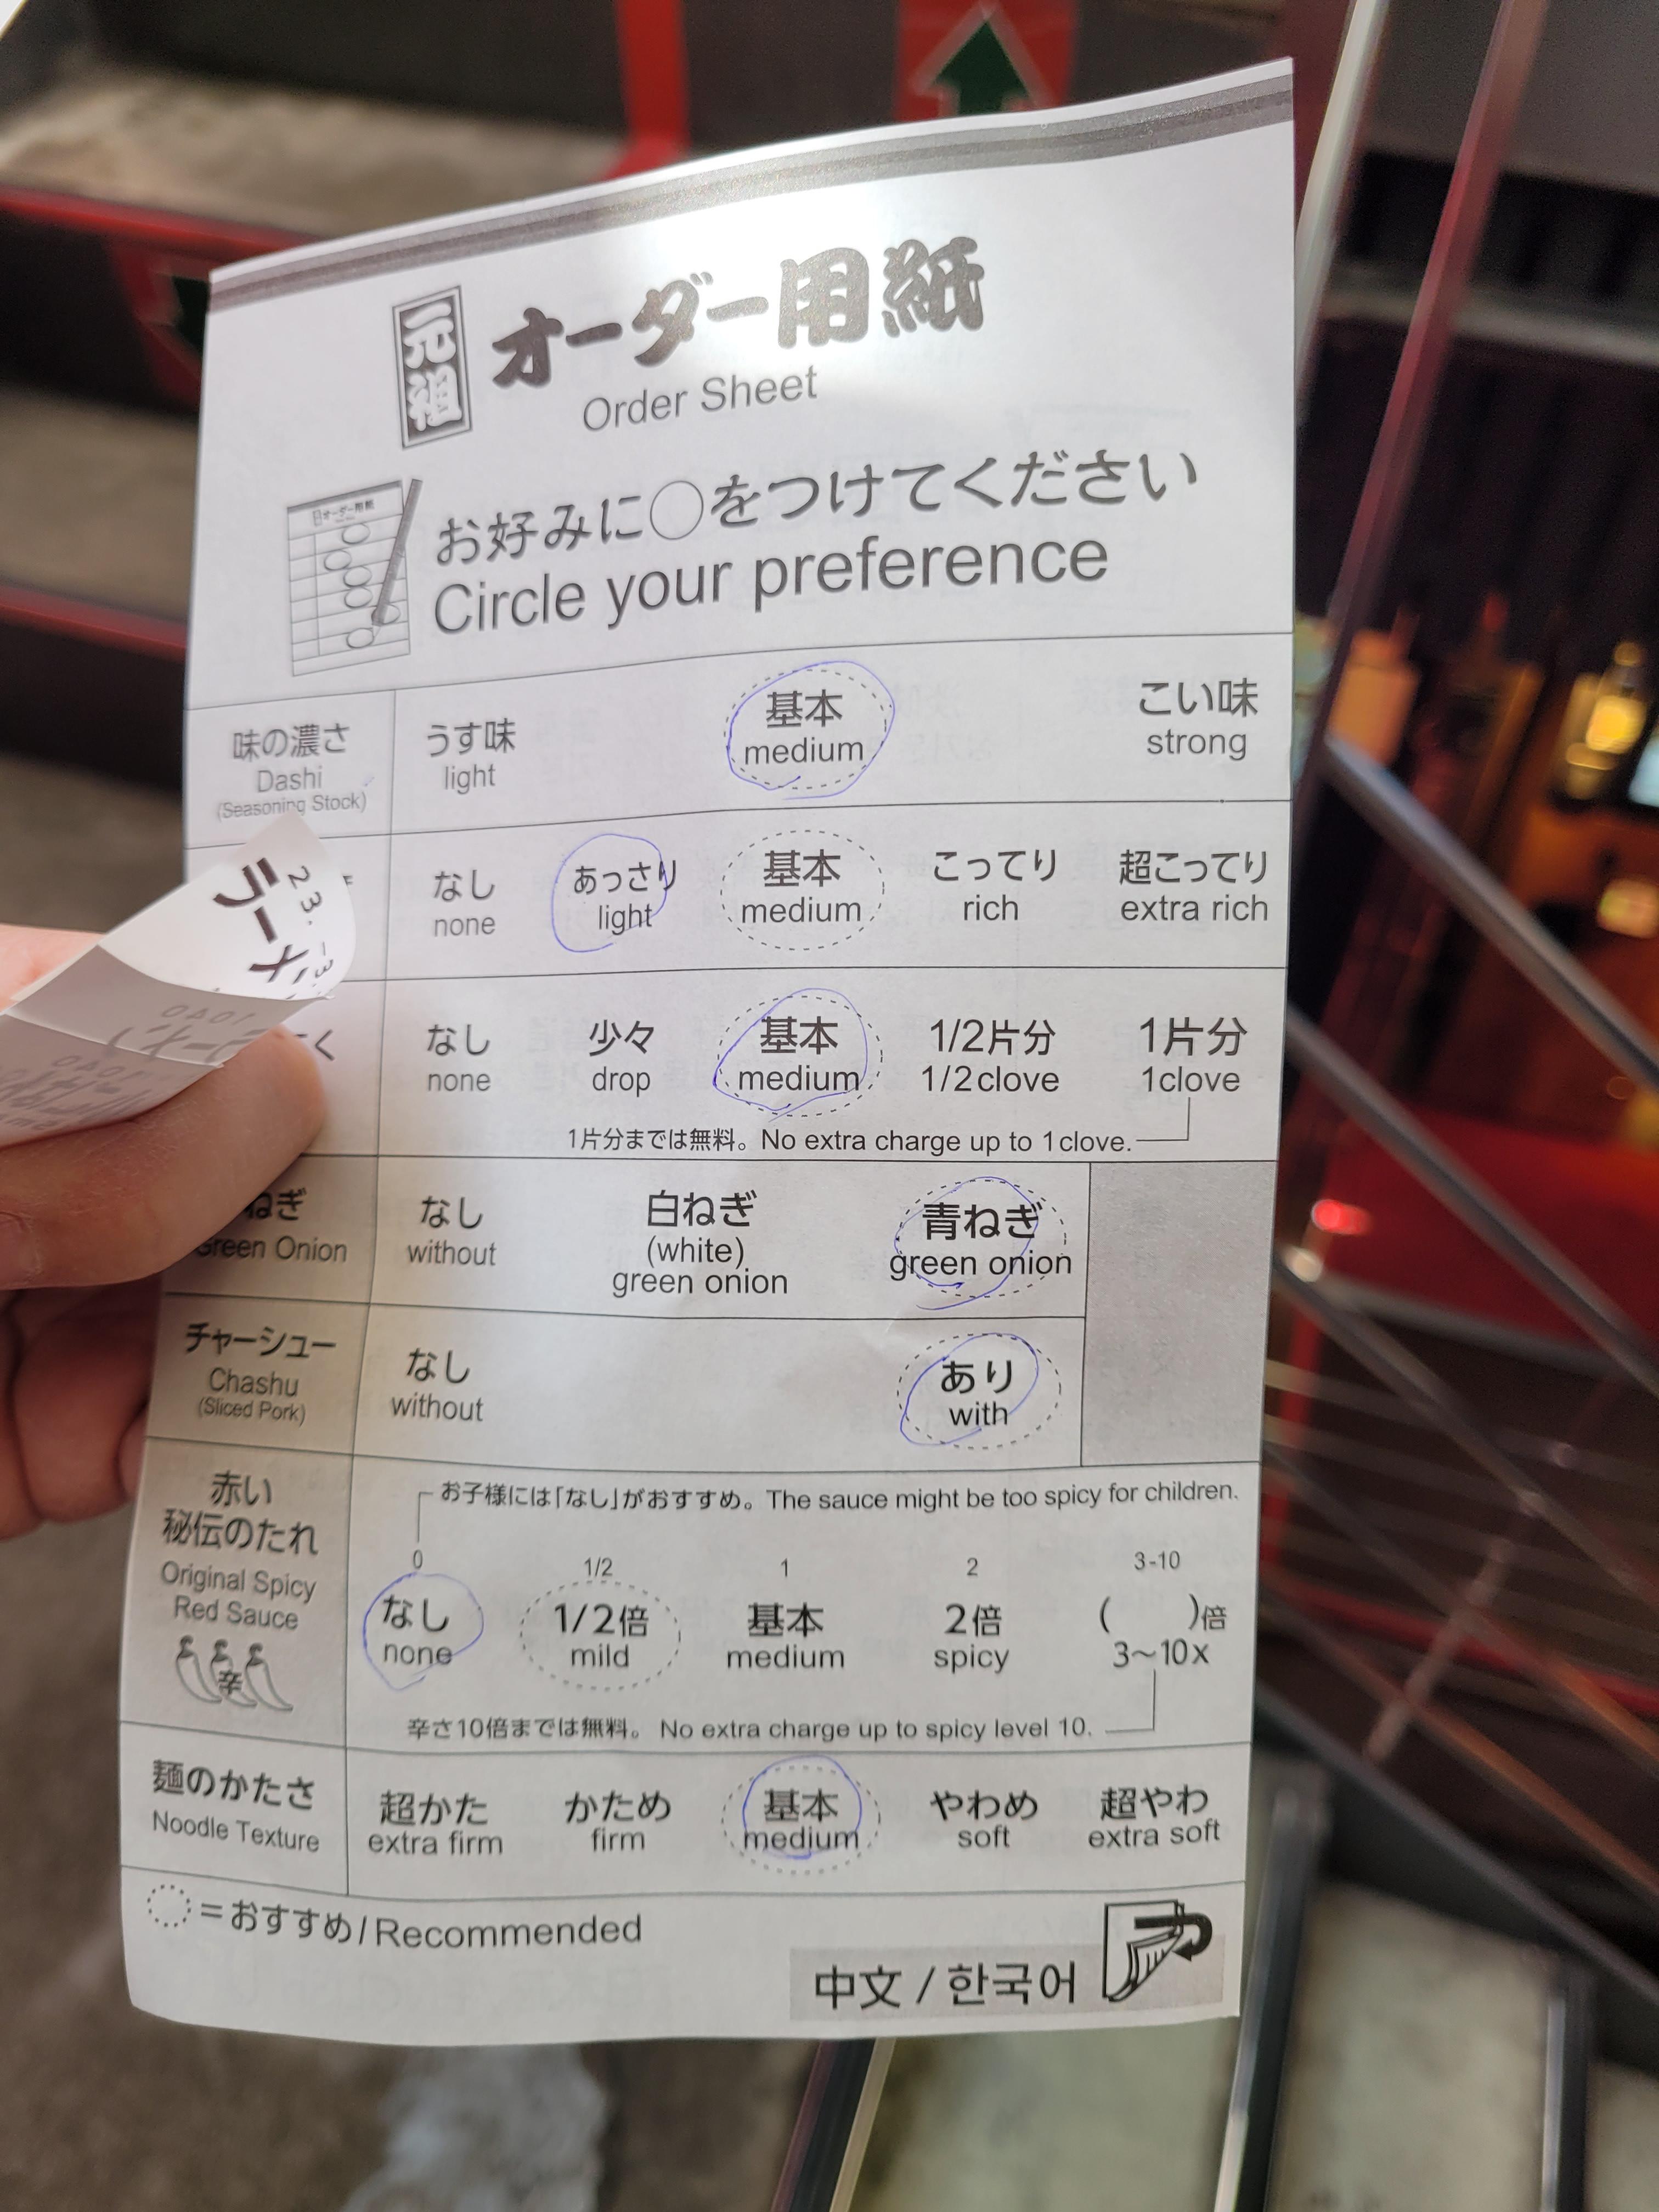 元祖 オーダー用紙
Order Sheet
お好みに○をつけてください
Circle your preference
味の濃さ
Dashi
(Seasoning Stock)
うす味
light
基本
medium
こい味
strong
なし
none
あっさり
light
基本
medium
こってり
rich
超こってり
extra rich
く
なし
none
少々
drop
基本
medium
1/2片分
1/2clove
1片分
1clove
1片分までは無料。No extra charge up to 1clove.
ねぎ
Green Onion
なし
without
白ねぎ
(white)
green onion
青ねぎ
green onion
チャーシュー
Chashu
(Sliced Pork)
なし
without
あり
with
赤い
秘伝のたれ
Original Spicy
Red Sauce
辛
お子様には「なし」がおすすめ。The sauce might be too spicy for children.
0
なし
none
1/2
1/2倍
mild
1
基本
medium
2
2倍
spicy
3-10
( )倍
3~10x
辛さ10倍までは無料。 No extra charge up to spicy level 10.
麺のかたさ
Noodle Texture
超かた
extra firm
かため
firm
基本
medium
やわめ
soft
超やわ
extra soft
=おすすめ/Recommended
中文 / 한국어
23.
ラーメ